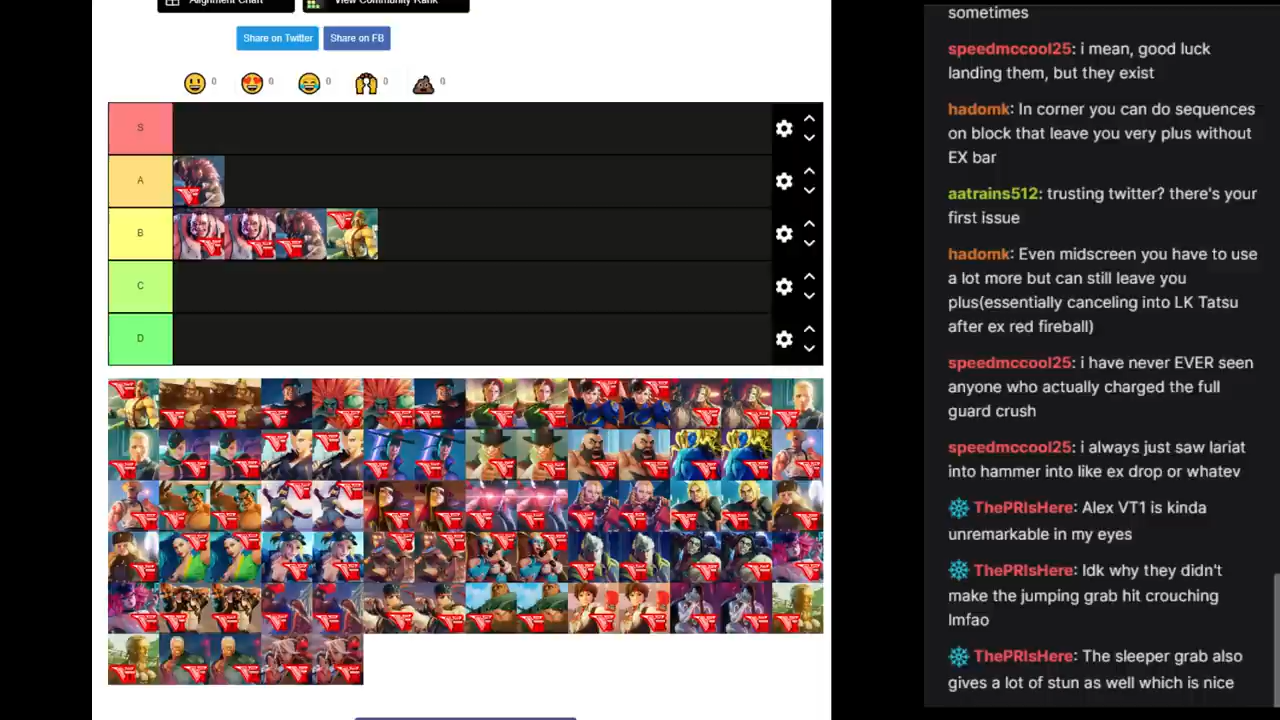 Alignment Chart
View Community Rank
Share on Twitter
Share on FB
0
0
0
0
0
S
A
B
C
D
sometimes
speedmccool25: i mean, good luck
landing them, but they exist
hadomk: In corner you can do sequences
on block that leave you very plus without
EX bar
aatrains512: trusting twitter? there's your
first issue
hadomk: Even midscreen you have to use
a lot more but can still leave you
plus(essentially canceling into LK Tatsu
after ex red fireball)
speedmccool25: i have never EVER seen
anyone who actually charged the full
guard crush
speedmccool25: i always just saw lariat
into hammer into like ex drop or whatev
ThePRIsHere: Alex VT1 is kinda
unremarkable in my eyes
ThePRIsHere: Idk why they didn't
make the jumping grab hit crouching
lmfao
ThePRIsHere: The sleeper grab also
gives a lot of stun as well which is nice